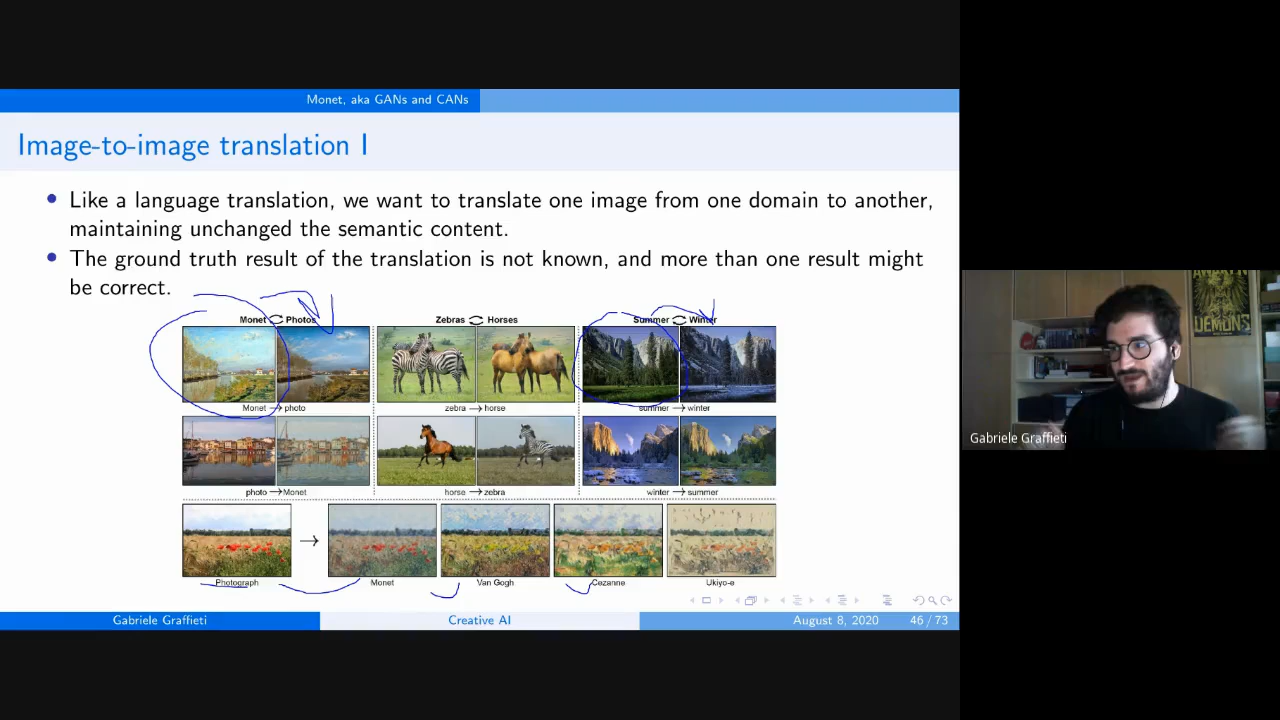 Monet, aka GANs and CANs
Image-to-image translation I
Like a language translation, we want to translate one image from one domain to another,
maintaining unchanged the semantic content.
The ground truth result of the translation is not known, and more than one result might
be correct.
Monet Photos
Zebras Horses
Summer Winter
Monet → photo
zebra → horse
summer → winter
photo → Monet
horse → zebra
winter → summer
→
Photograph
Monet
Van Gogh
Cezanne
Ukiyo-e
Gabriele Graffieti
Creative AI
August 8, 2020
46 / 73
DEMONS
Gabriele Graffieti